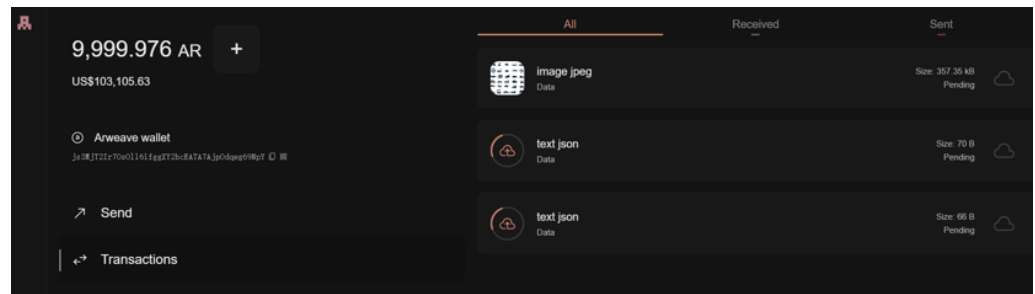 9,999.976 AR +
US$103,105.63
Arweave wallet
Send
Transactions
All Received Sent
image jpeg
Data
Size: 357.35 kB
Pending
text json
Data
Size: 70 B
Pending
text json
Data
Size: 66 B
Pending